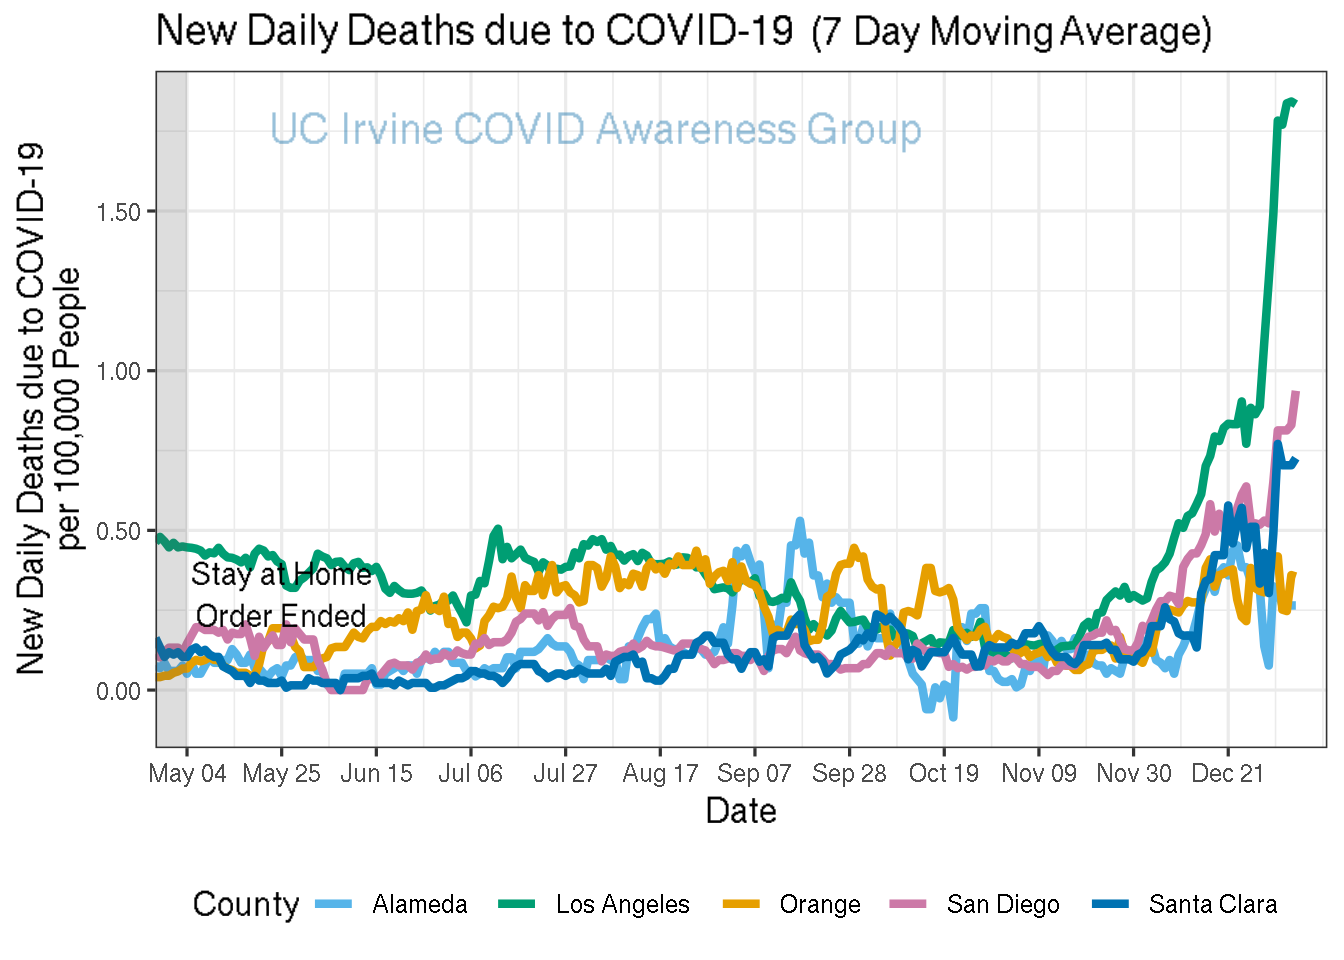 New Daily Deaths due to COVID-19 (7 Day Moving Average)
UC Irvine COVID Awareness Group
New Daily Deaths due to COVID-19
per 100,000 People
1.50
1.00
0.50
0.00
Stay at Home
Order Ended
May 04 May 25 Jun 15 Jul 06 Jul 27 Aug 17 Sep 07 Sep 28 Oct 19 Nov 09 Nov 30 Dec 21
Date
County Alameda Los Angeles Orange San Diego Santa Clara